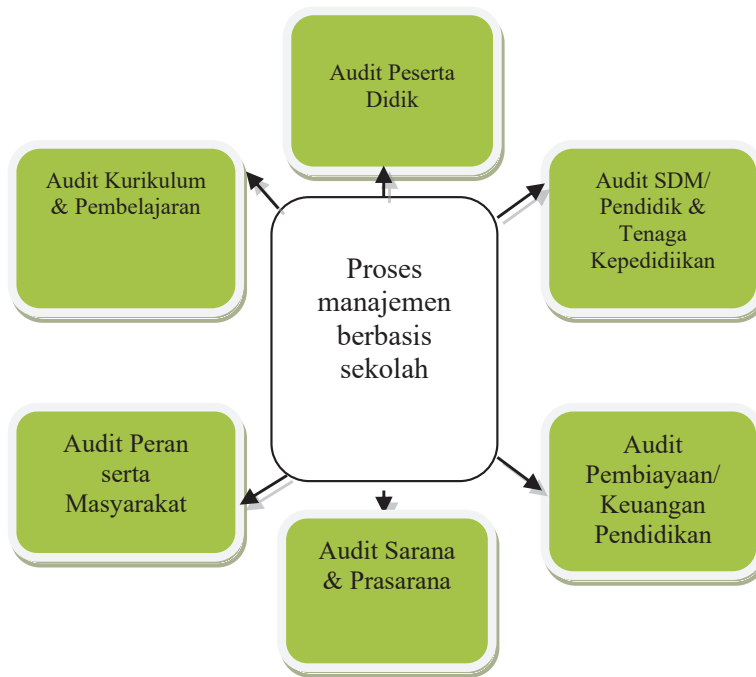 Audit Peserta
Didik
Audit Kurikulum
& Pembelajaran
Audit SDM/
Pendidik &
Tenaga
Kepedidiikan
Proses
manajemen
berbasis
sekolah
Audit Peran
serta
Masyarakat
Audit
Pembiayaan/
Keuangan
Pendidikan
Audit Sarana
& Prasarana